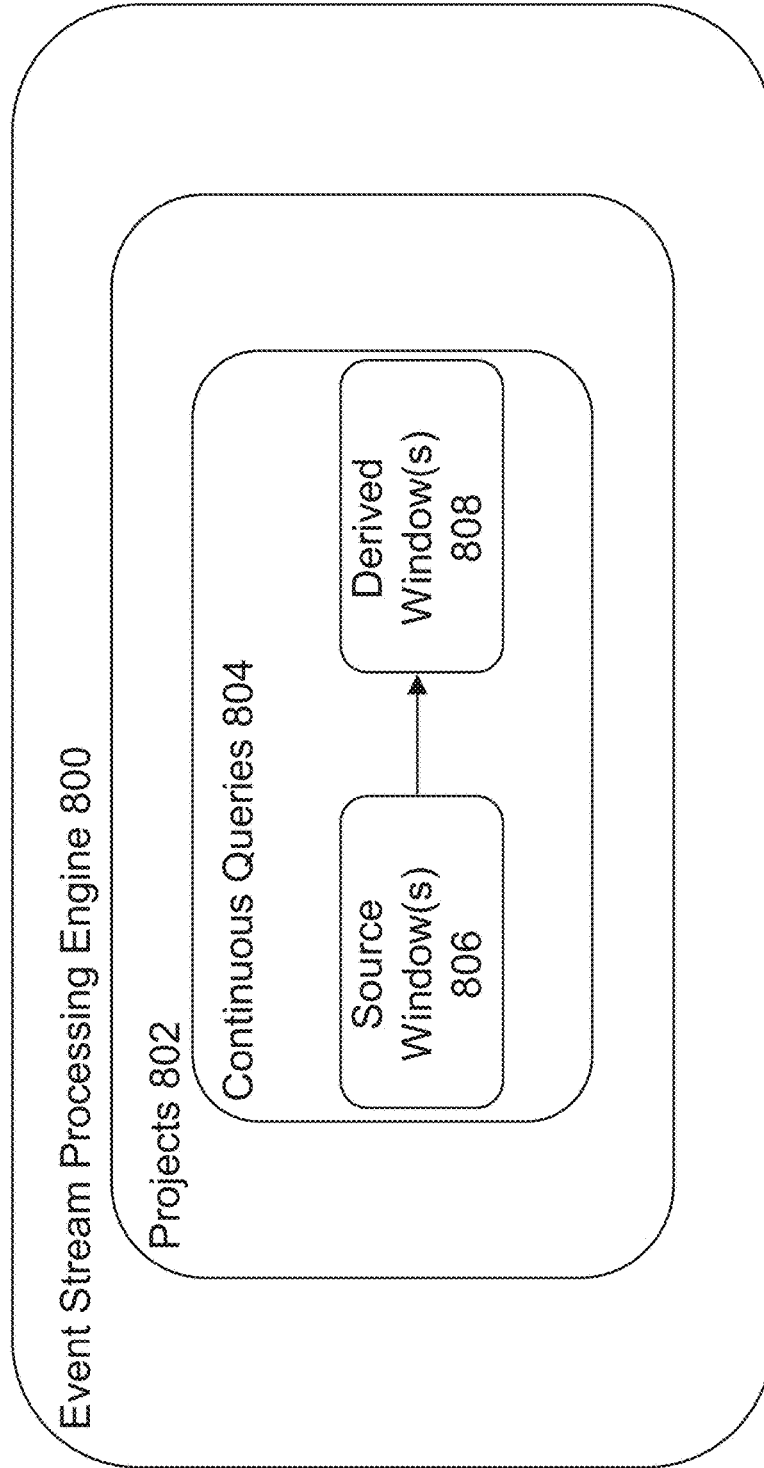 Event Stream Processing Engine 800
Projects 802
Continuous Queries 804
Source
Window(s)
806
Derived
Window(s)
808